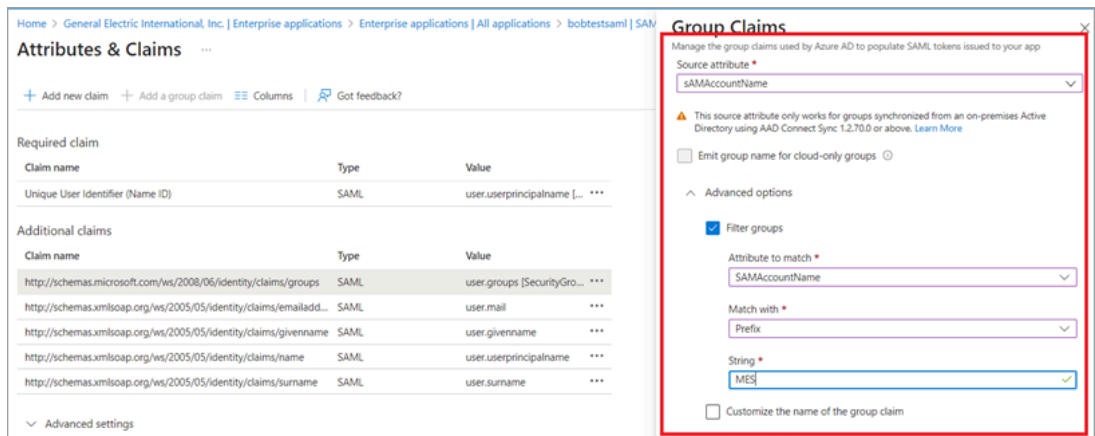 Home > General Electric International, Inc. | Enterprise applications > Enterprise applications | All applications > bobtestsaml | SAM
Attributes & Claims ...
Add new claim Add a group claim Columns Got feedback?
Required claim
Claim name Type Value
Unique User Identifier (Name ID) SAML user.userprincipalname [... •••
Additional claims
Claim name Type Value
http://schemas.microsoft.com/ws/2008/06/identity/claims/groups SAML user.groups [SecurityGro... •••
http://schemas.xmlsoap.org/ws/2005/05/identity/claims/emailadd... SAML user.mail •••
http://schemas.xmlsoap.org/ws/2005/05/identity/claims/givenname SAML user.givenname •••
http://schemas.xmlsoap.org/ws/2005/05/identity/claims/name SAML user.userprincipalname •••
http://schemas.xmlsoap.org/ws/2005/05/identity/claims/surname SAML user.surname •••
Advanced settings
Group Claims
Manage the group claims used by Azure AD to populate SAML tokens issued to your app
Source attribute *
sAMAccountName
This source attribute only works for groups synchronized from an on-premises Active
Directory using AAD Connect Sync 1.2.70.0 or above. Learn More
Emit group name for cloud-only groups
Advanced options
Filter groups
Attribute to match *
SAMAccountName
Match with *
Prefix
String *
MES
Customize the name of the group claim